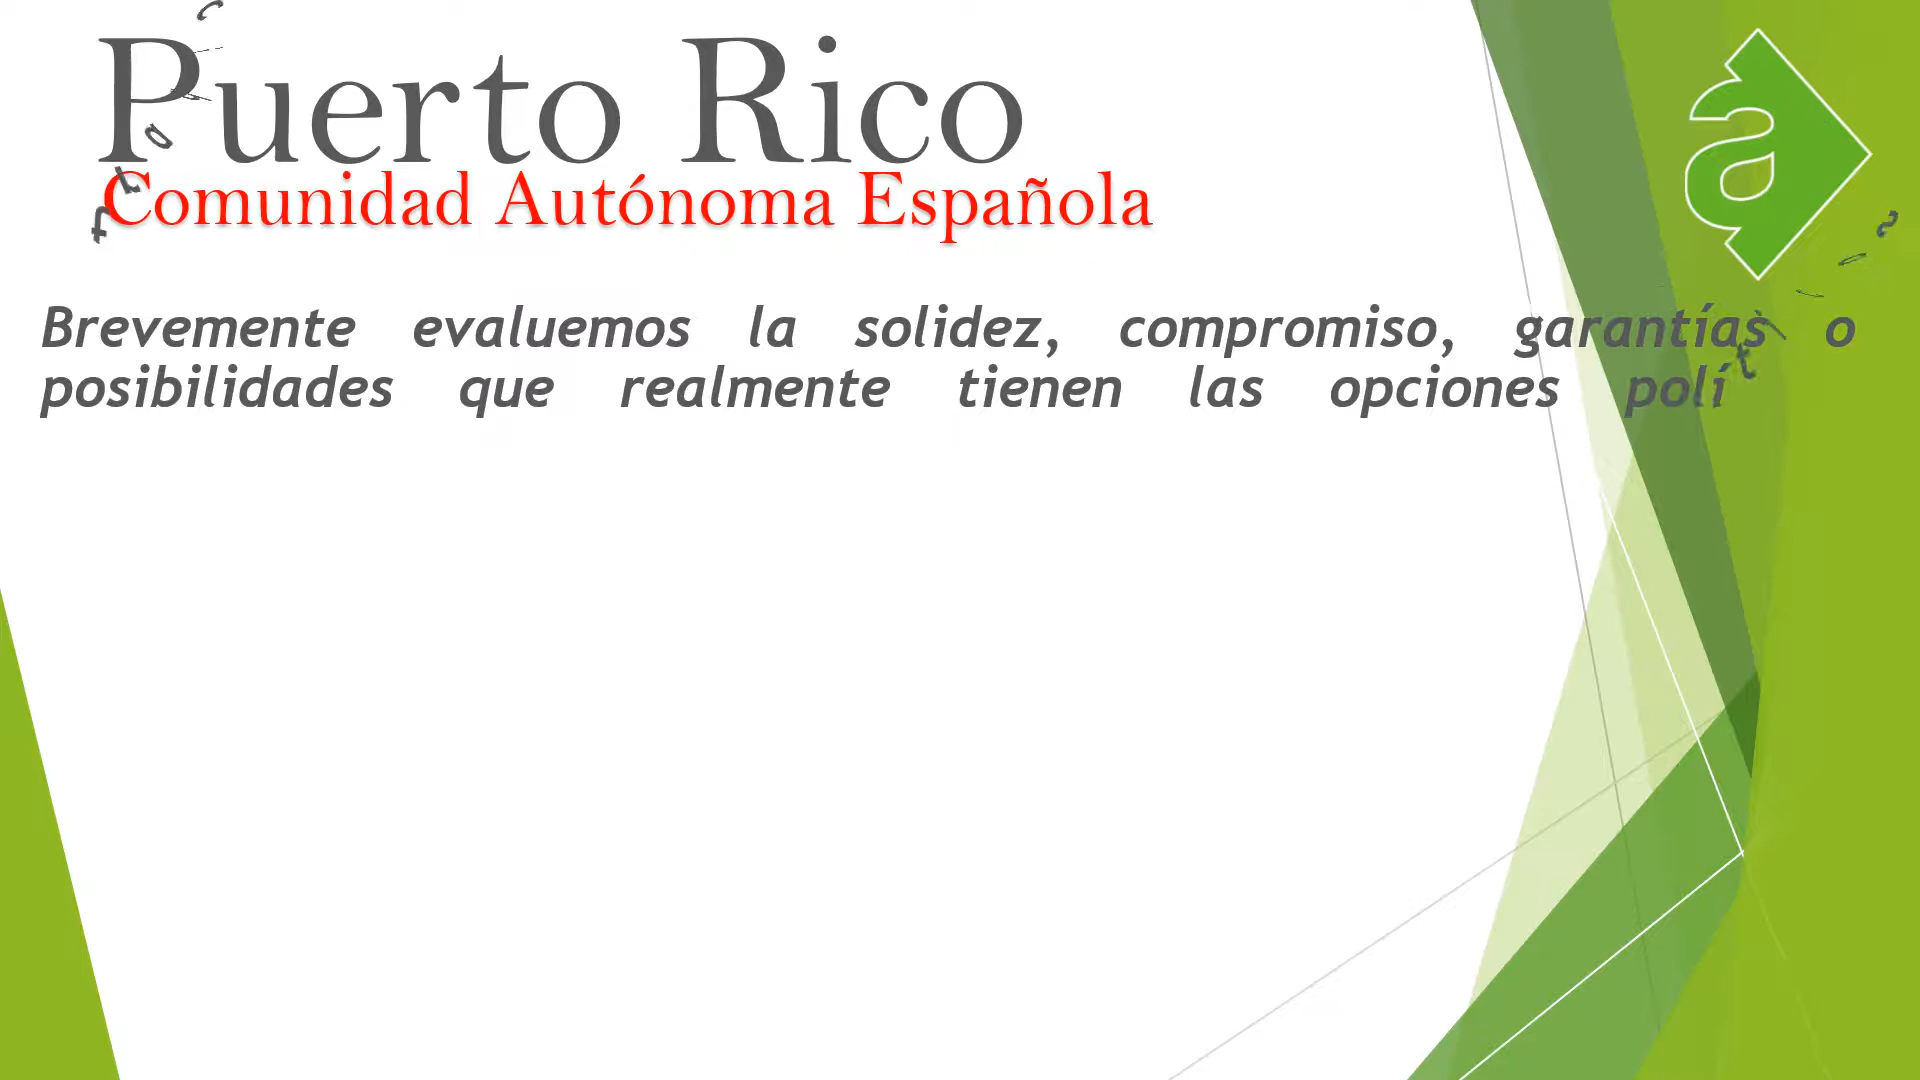 Puerto Rico
Comunidad Autónoma Española
a
Brevemente evaluemos la solidez, compromiso, garantías o
posibilidades que realmente tienen las opciones polí